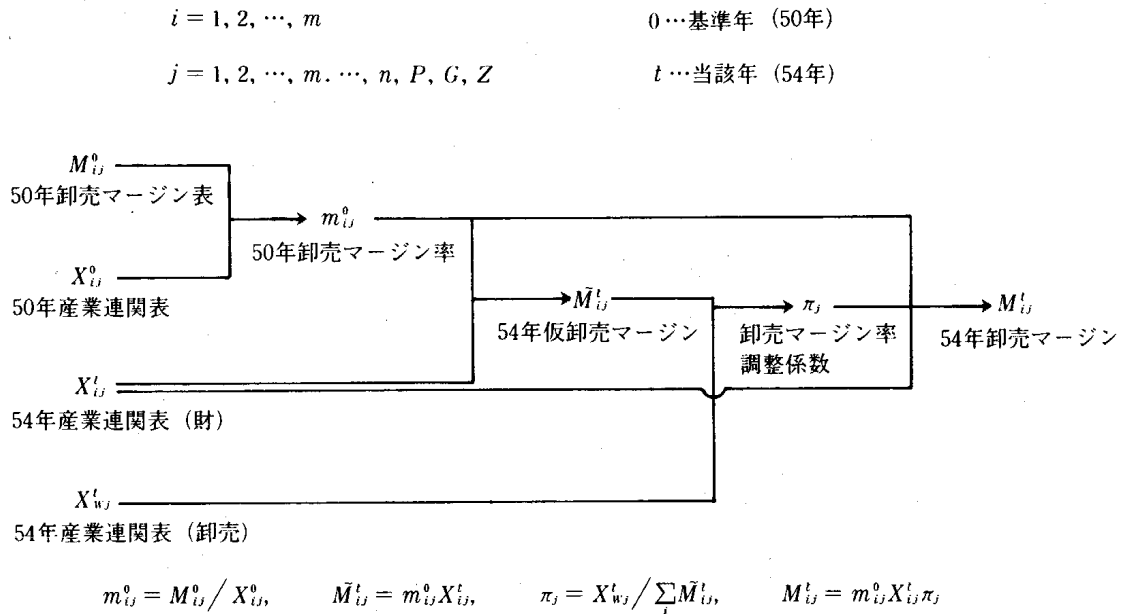 i = 1, 2, ⋯, m 0⋯基準年 (50年)
j = 1, 2, ⋯, m. ⋯, n, P, G, Z t⋯当該年 (54年)
M⁰ᵢⱼ
50年卸売マージン表
m⁰ᵢⱼ
50年卸売マージン率
X⁰ᵢⱼ
50年産業連関表
M̃ᵗᵢⱼ
54年仮卸売マージン
πⱼ
卸売マージン率
調整係数
Mᵗᵢⱼ
54年卸売マージン
Xᵗᵢⱼ
54年産業連関表 (財)
Xᵗwⱼ
54年産業連関表 (卸売)
m⁰ᵢⱼ = M⁰ᵢⱼ / X⁰ᵢⱼ, M̃ᵗᵢⱼ = m⁰ᵢⱼXᵗᵢⱼ, πⱼ = Xᵗwⱼ / ∑ᵢM̃ᵗᵢⱼ, Mᵗᵢⱼ = m⁰ᵢⱼXᵗᵢⱼπⱼ